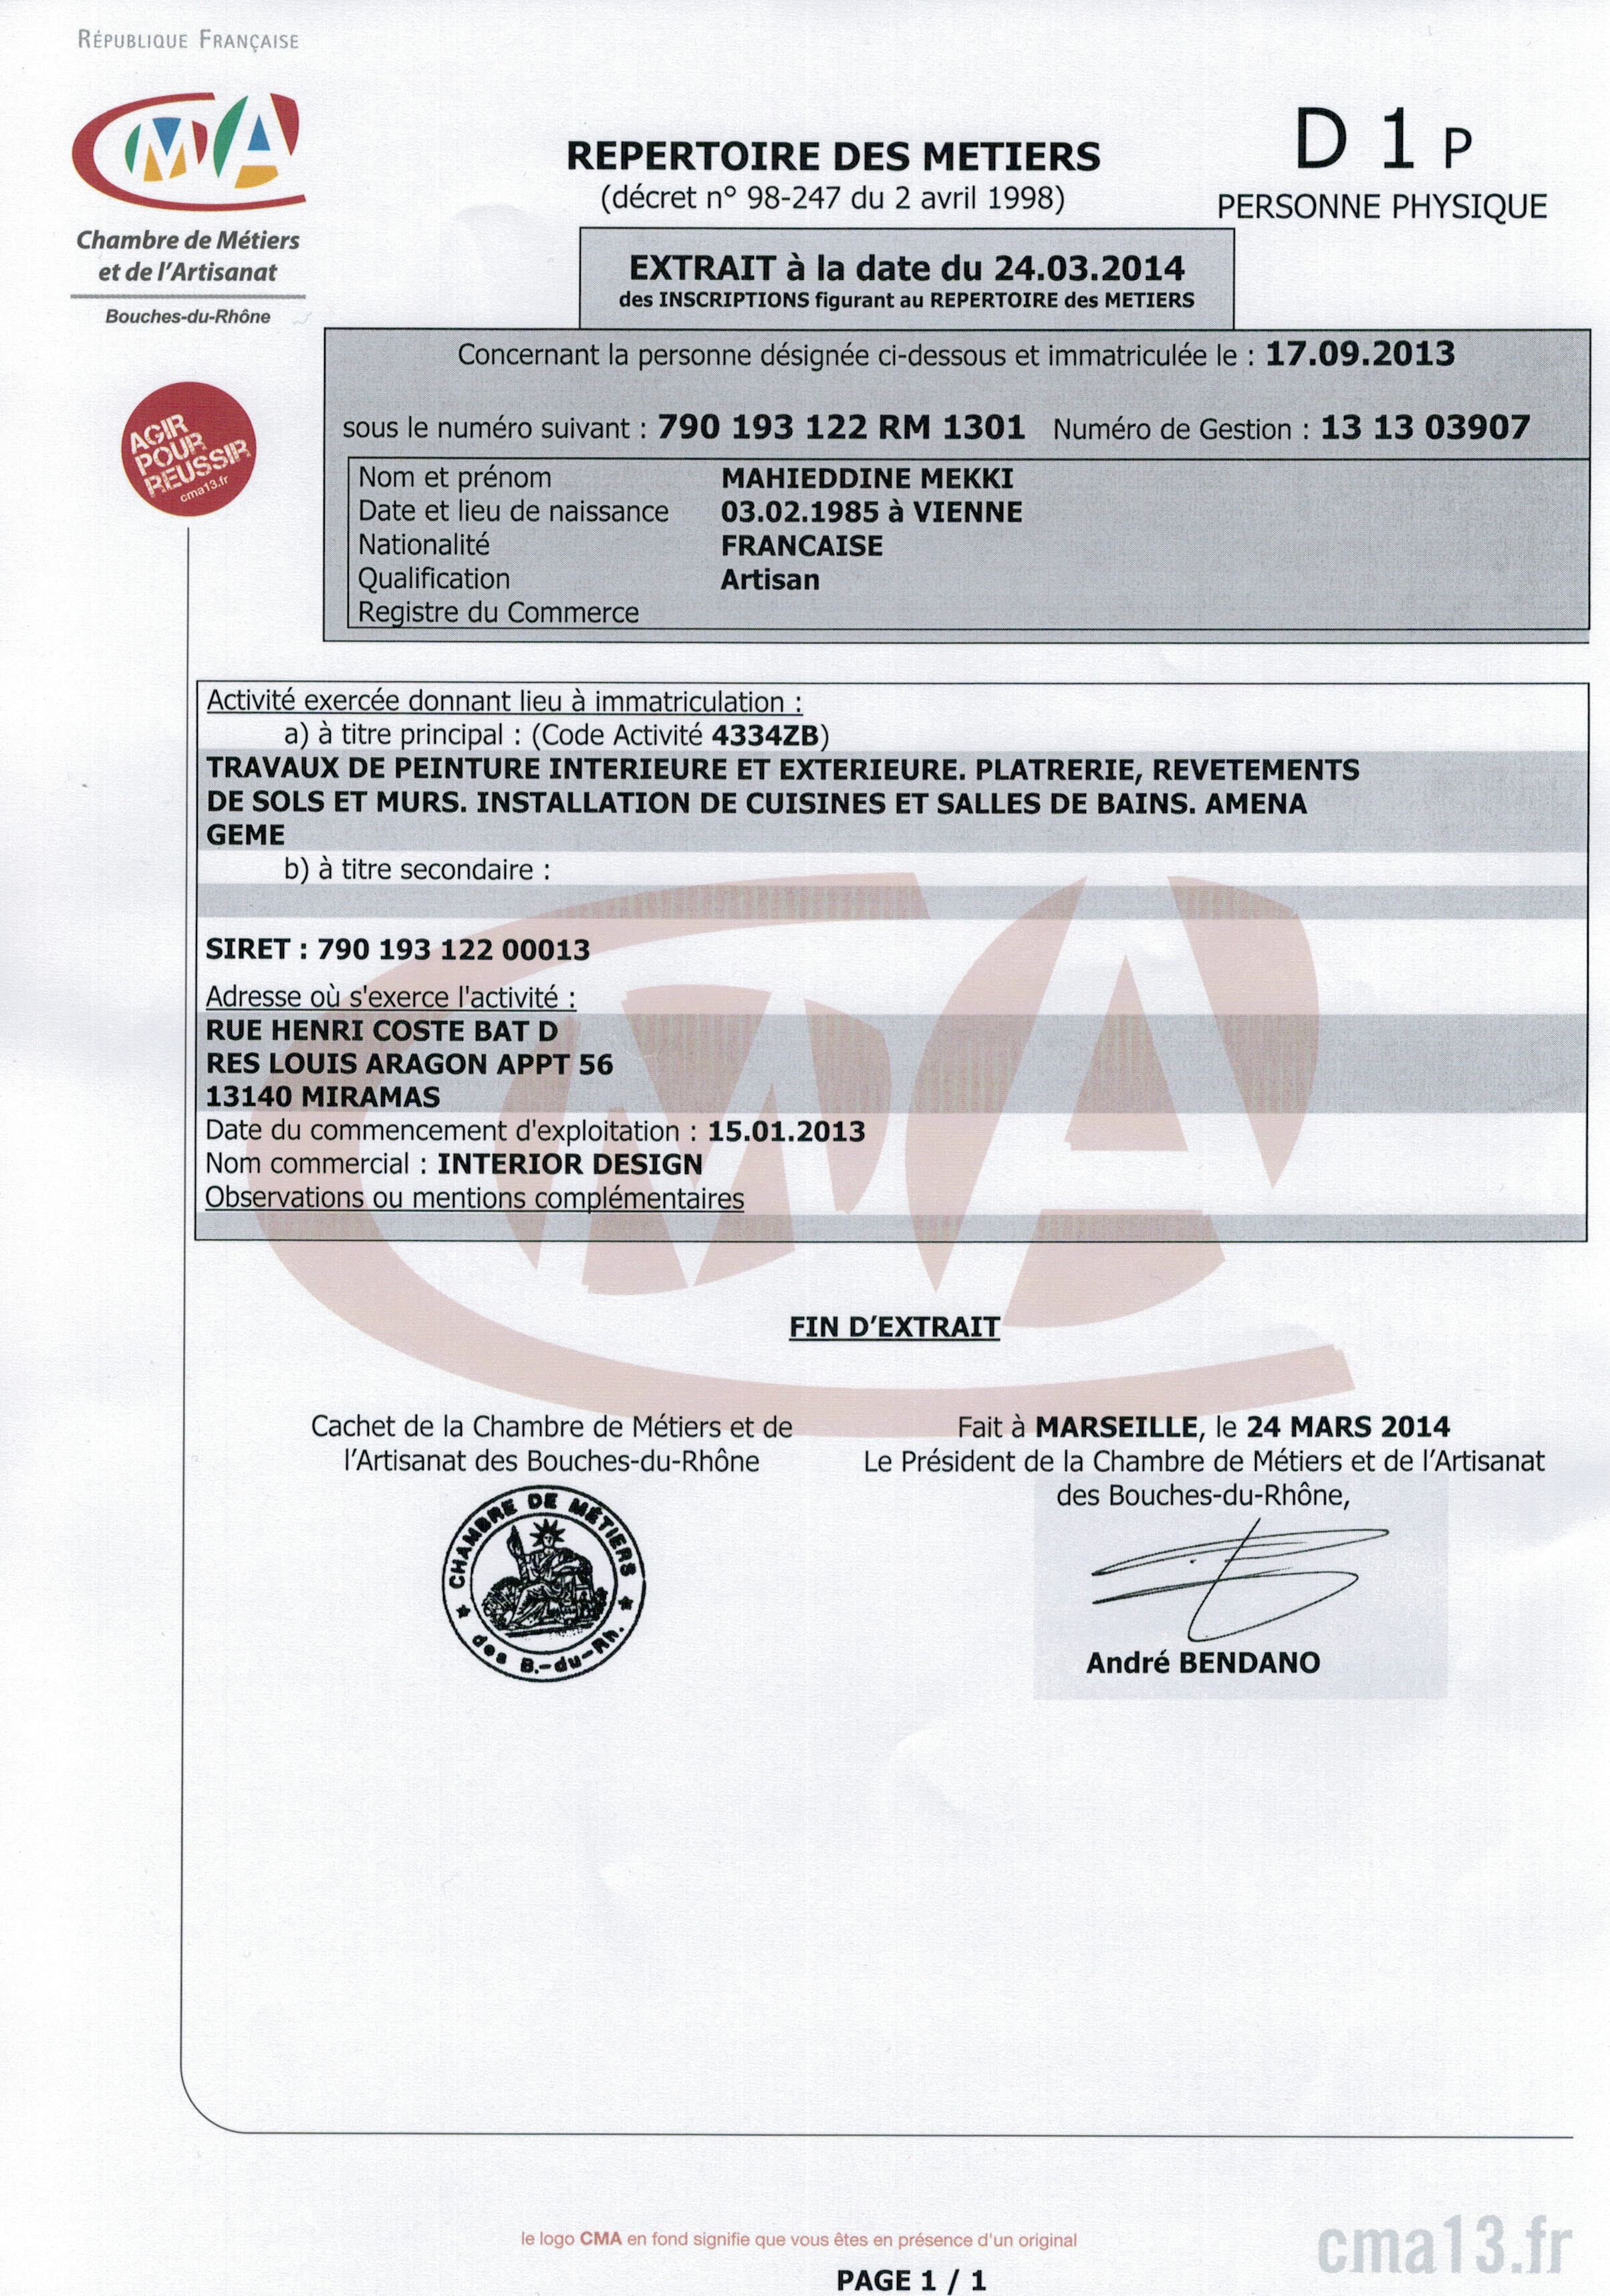 RÉPUBLIQUE FRANÇAISE
CMA
Chambre de Métiers
et de l'Artisanat
Bouches-du-Rhône
REPERTOIRE DES METIERS
(décret n° 98-247 du 2 avril 1998)
D 1 P
PERSONNE PHYSIQUE
EXTRAIT à la date du 24.03.2014
des INSCRIPTIONS figurant au REPERTOIRE des METIERS
Concernant la personne désignée ci-dessous et immatriculée le : 17.09.2013
sous le numéro suivant : 790 193 122 RM 1301 Numéro de Gestion : 13 13 03907
AGIR
POUR
REUSSIR
cma13.fr
Nom et prénom MAHIEDDINE MEKKI
Date et lieu de naissance 03.02.1985 à VIENNE
Nationalité FRANCAISE
Qualification Artisan
Registre du Commerce
Activité exercée donnant lieu à immatriculation :
a) à titre principal : (Code Activité 4334ZB)
TRAVAUX DE PEINTURE INTERIEURE ET EXTERIEURE. PLATRERIE, REVETEMENTS
DE SOLS ET MURS. INSTALLATION DE CUISINES ET SALLES DE BAINS. AMENA
GEME
b) à titre secondaire :
SIRET : 790 193 122 00013
Adresse où s'exerce l'activité :
RUE HENRI COSTE BAT D
RES LOUIS ARAGON APPT 56
13140 MIRAMAS
Date du commencement d'exploitation : 15.01.2013
Nom commercial : INTERIOR DESIGN
Observations ou mentions complémentaires
FIN D'EXTRAIT
Cachet de la Chambre de Métiers et de
l'Artisanat des Bouches-du-Rhône
CHAMBRE DE MÉTIERS
des B.-du-Rh.
Fait à MARSEILLE, le 24 MARS 2014
Le Président de la Chambre de Métiers et de l'Artisanat
des Bouches-du-Rhône,
André BENDANO
le logo CMA en fond signifie que vous êtes en présence d'un original
cma13.fr
PAGE 1 / 1